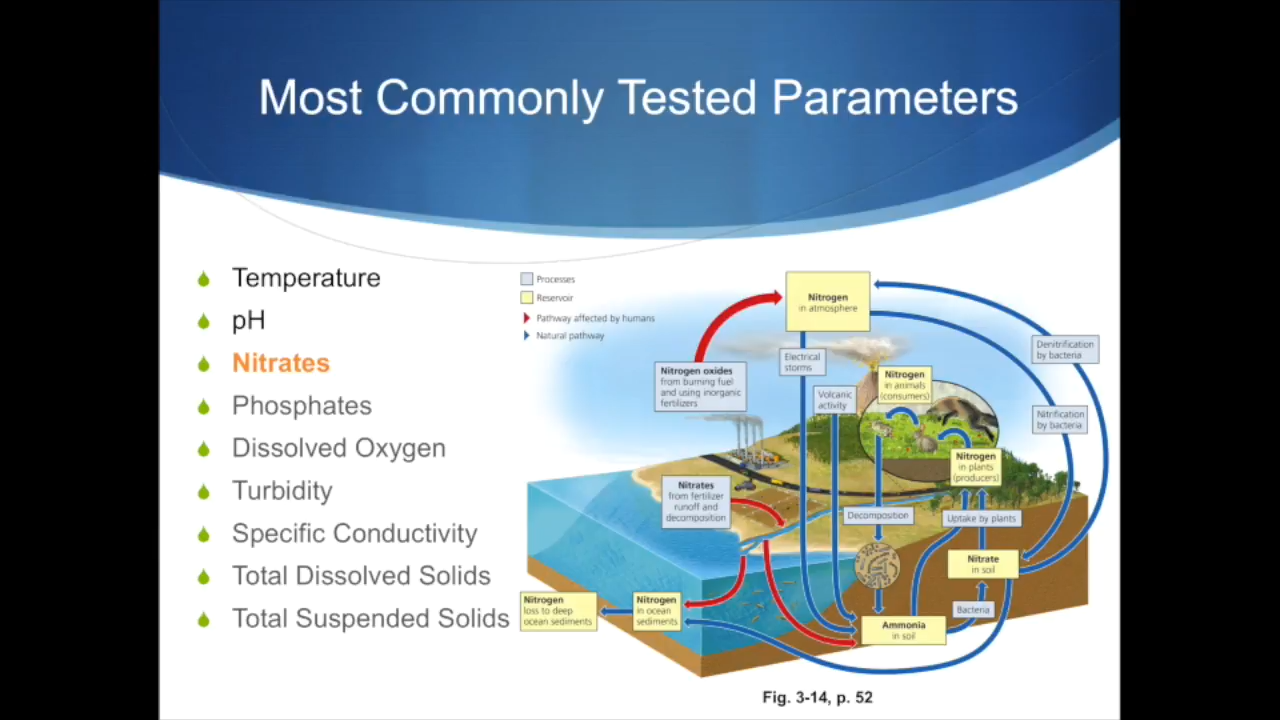 Most Commonly Tested Parameters
Temperature
pH
Nitrates
Phosphates
Dissolved Oxygen
Turbidity
Specific Conductivity
Total Dissolved Solids
Total Suspended Solids
Processes
Reservoir
Pathway affected by humans
Natural pathway
Nitrogen
in atmosphere
Denitrification
by bacteria
Electrical
storms
Nitrogen oxides
from burning fuel
and using inorganic
fertilizers
Volcanic
activity
Nitrogen
in animals
(consumers)
Nitrification
by bacteria
Nitrogen
in plants
(producers)
Nitrates
from fertilizer
runoff and
decomposition
Decomposition
Uptake by plants
Nitrate
in soil
Nitrogen
loss to deep
ocean sediments
Nitrogen
in ocean
sediments
Bacteria
Ammonia
in soil
Fig. 3-14, p. 52